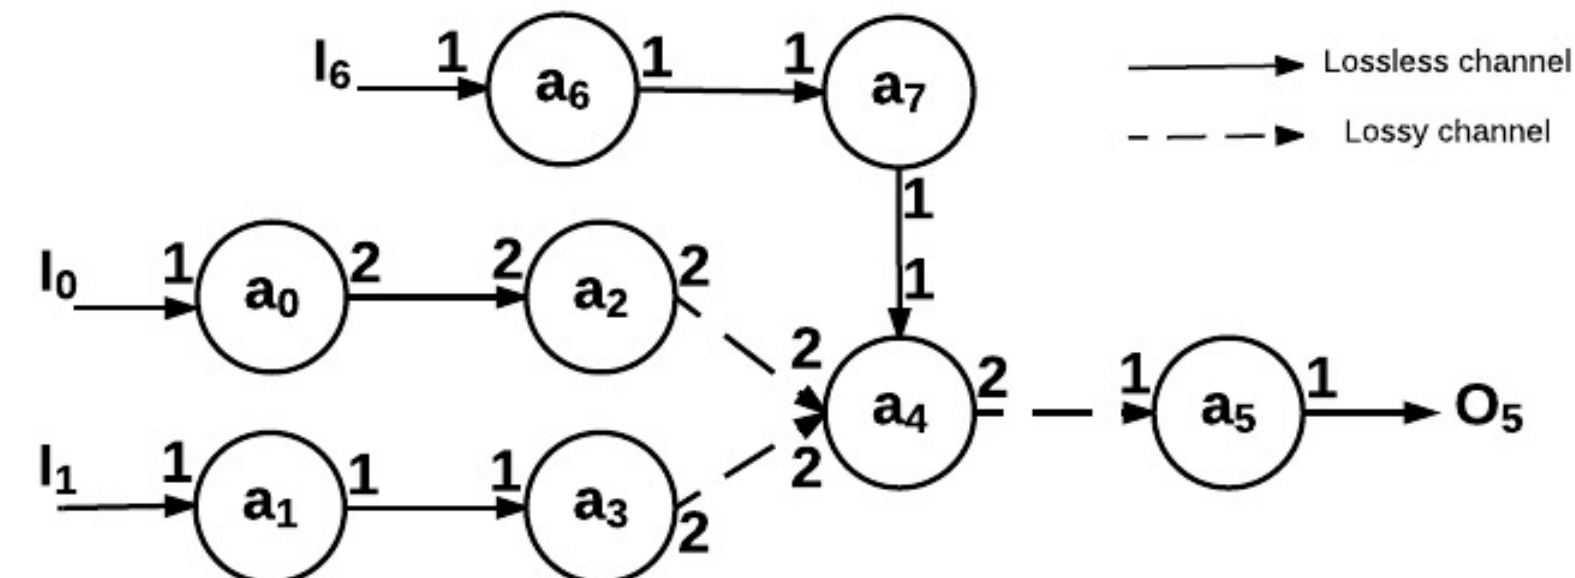 I6 1 a6 1 1 a7
Lossless channel
Lossy channel
1
1
I0 1 a0 2 2 a2 2
2
2
a4 2 1 a5 1 O5
I1 1 a1 1 1 a3 2